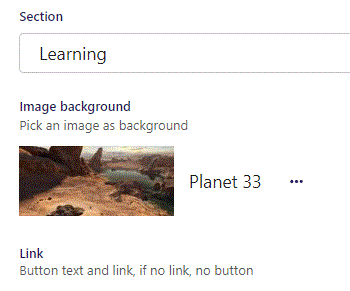 Section
Learning
Image background
Pick an image as background
Planet 33
Link
Button text and link, if no link, no button